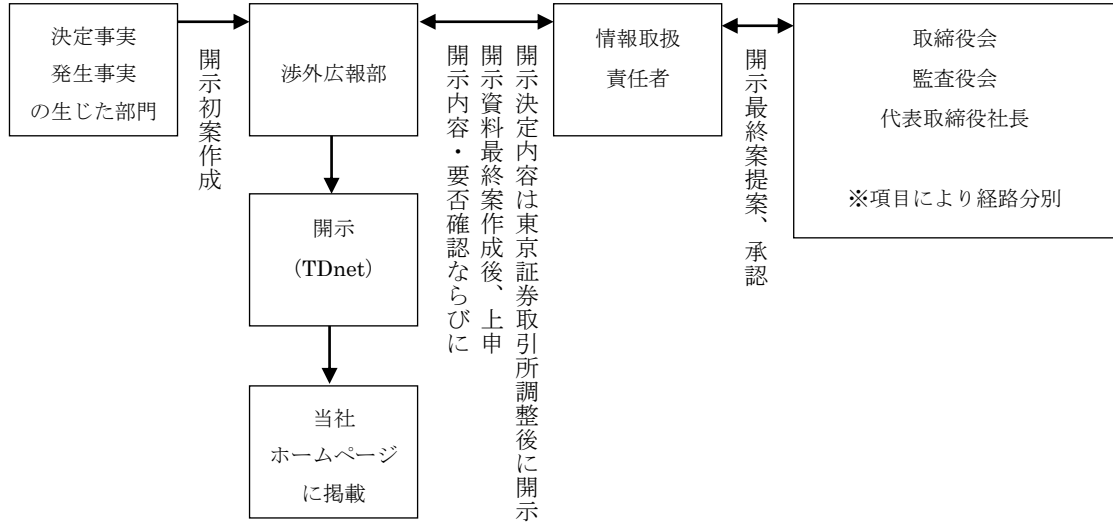 決定事実
発生事実
の生じた部門
開示初案作成
渉外広報部
開示決定内容は東京証券取引所調整後に開示
開示資料最終案作成後、上申
開示内容・要否確認ならびに
情報取扱
責任者
開示最終案提案、承認
取締役会
監査役会
代表取締役社長
※項目により経路分別
開示
（TDnet）
当社
ホームページ
に掲載